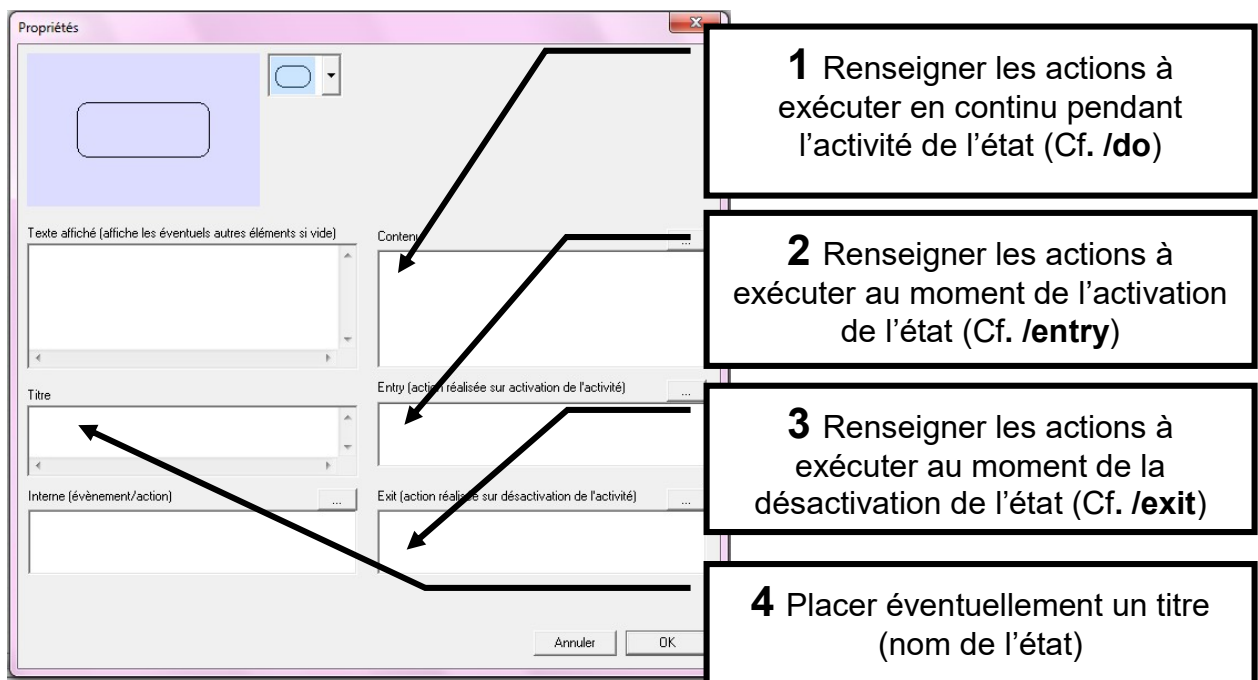 Propriétés
1 Renseigner les actions à
exécuter en continu pendant
l’activité de l’état (Cf. /do)
Texte affiché (affiche les éventuels autres éléments si vide)
Contenu
...
2 Renseigner les actions à
exécuter au moment de l’activation
de l’état (Cf. /entry)
Titre
Entry (action réalisée sur activation de l'activité)
...
3 Renseigner les actions à
exécuter au moment de la
désactivation de l’état (Cf. /exit)
Interne (évènement/action)
...
Exit (action réalisée sur désactivation de l'activité)
...
4 Placer éventuellement un titre
(nom de l’état)
Annuler
OK